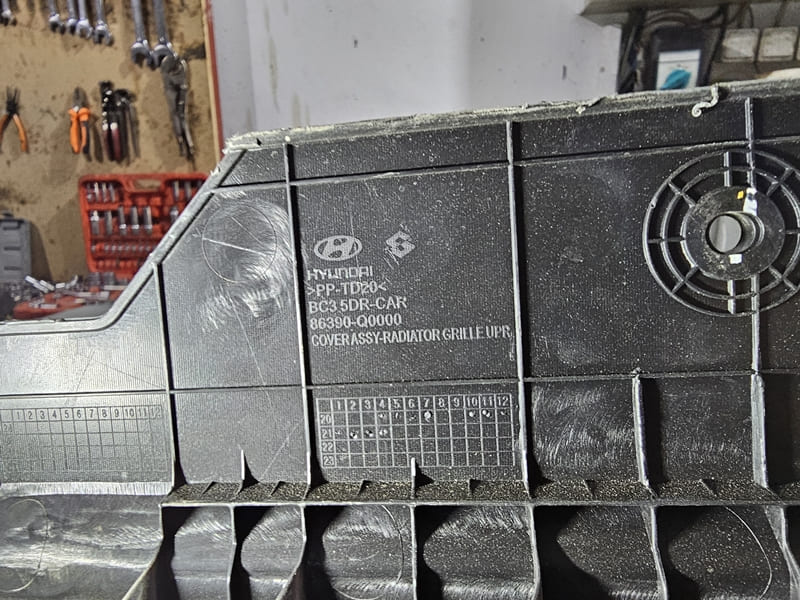 HYUNDAI
>PP-TD20<
BC3 5DR-CAR
86390-Q0000
COVER ASSY-RADIATOR GRILLE UPR
1 2 3 4 5 6 7 8 9 10 11 12
20
21
22
23
1 2 3 4 5 6 7 8 9 10 11 12